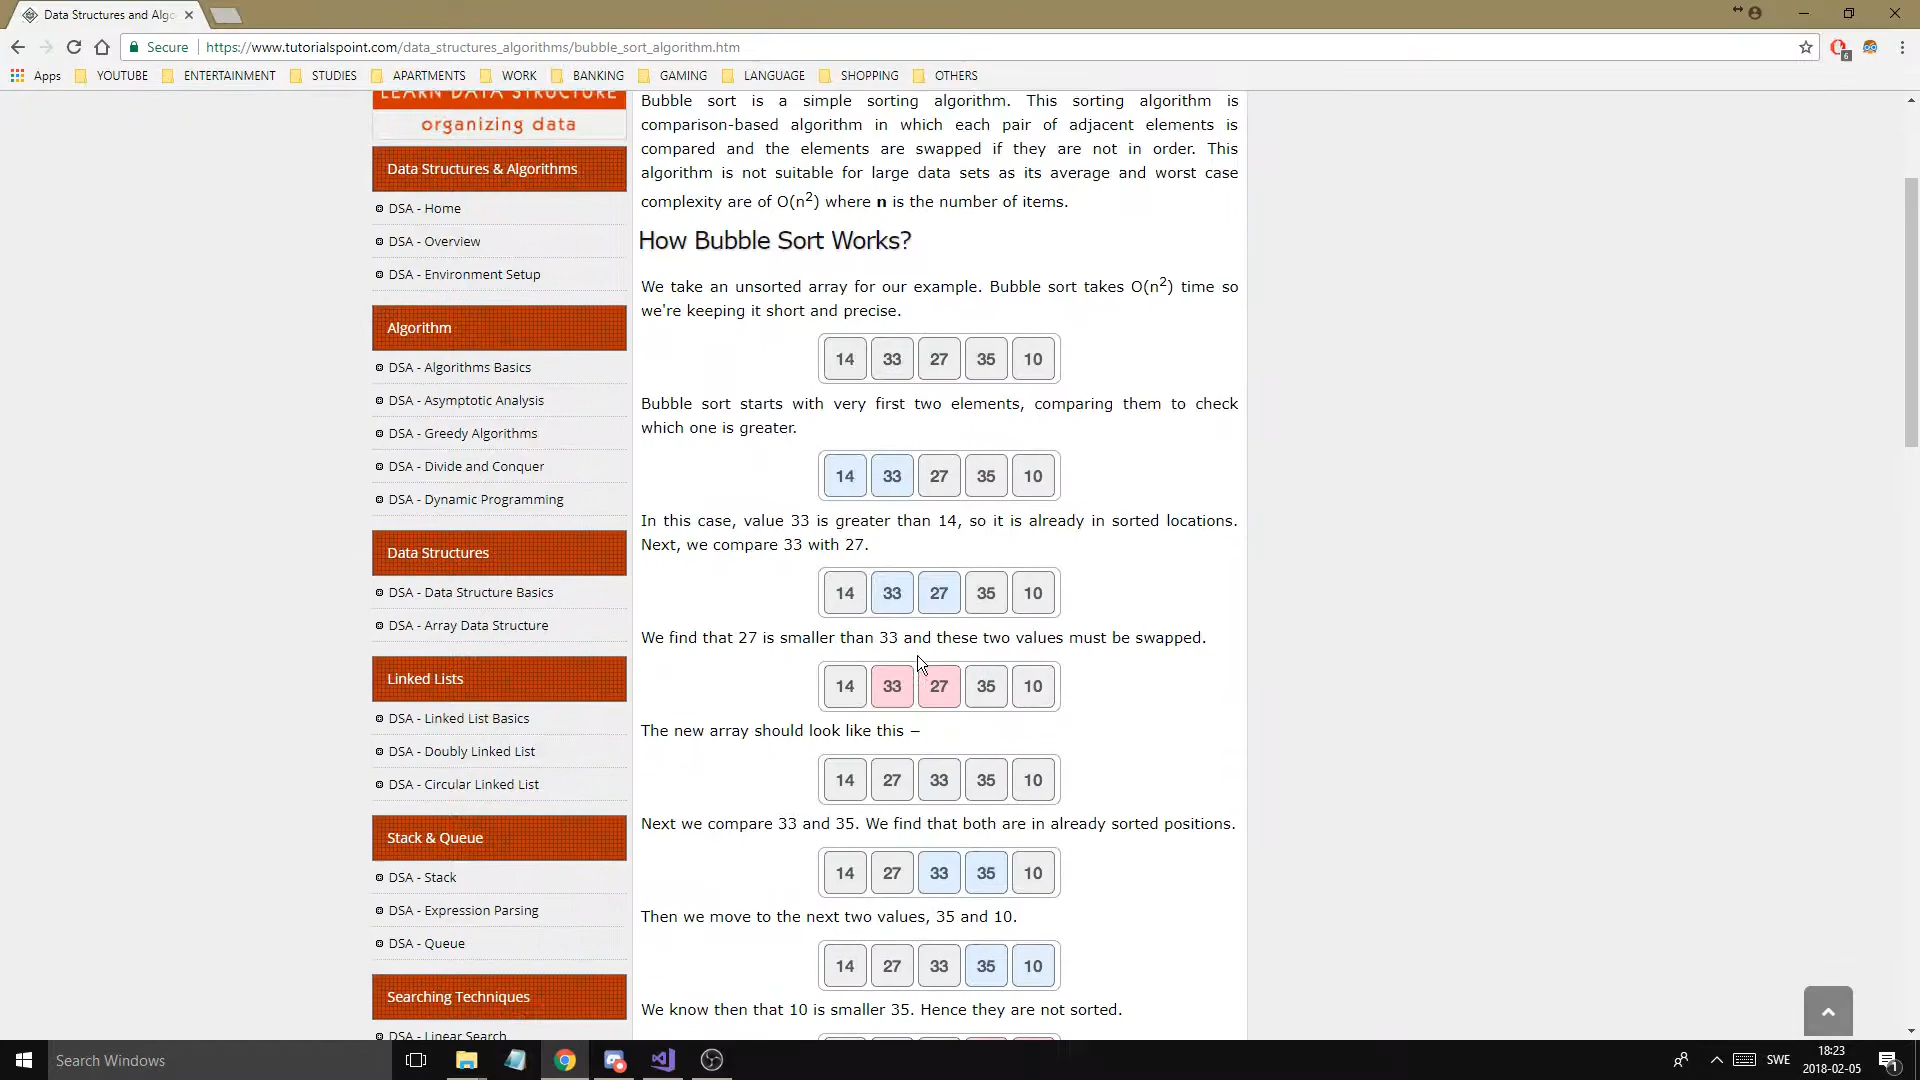 Data Structures and Algo
Secure
https://www.tutorialspoint.com/data_structures_algorithms/bubble_sort_algorithm.htm
6
Apps YOUTUBE ENTERTAINMENT STUDIES APARTMENTS WORK BANKING GAMING LANGUAGE SHOPPING OTHERS
LEARN DATA STRUCTURE
organizing data
Data Structures & Algorithms
DSA - Home
DSA - Overview
DSA - Environment Setup
Algorithm
DSA - Algorithms Basics
DSA - Asymptotic Analysis
DSA - Greedy Algorithms
DSA - Divide and Conquer
DSA - Dynamic Programming
Data Structures
DSA - Data Structure Basics
DSA - Array Data Structure
Linked Lists
DSA - Linked List Basics
DSA - Doubly Linked List
DSA - Circular Linked List
Stack & Queue
DSA - Stack
DSA - Expression Parsing
DSA - Queue
Searching Techniques
DSA - Linear Search
Bubble sort is a simple sorting algorithm. This sorting algorithm is
comparison-based algorithm in which each pair of adjacent elements is
compared and the elements are swapped if they are not in order. This
algorithm is not suitable for large data sets as its average and worst case
complexity are of Ο(n²) where n is the number of items.
How Bubble Sort Works?
We take an unsorted array for our example. Bubble sort takes Ο(n²) time so
we're keeping it short and precise.
14 33 27 35 10
Bubble sort starts with very first two elements, comparing them to check
which one is greater.
14 33 27 35 10
In this case, value 33 is greater than 14, so it is already in sorted locations.
Next, we compare 33 with 27.
14 33 27 35 10
We find that 27 is smaller than 33 and these two values must be swapped.
14 33 27 35 10
The new array should look like this −
14 27 33 35 10
Next we compare 33 and 35. We find that both are in already sorted positions.
14 27 33 35 10
Then we move to the next two values, 35 and 10.
14 27 33 35 10
We know then that 10 is smaller 35. Hence they are not sorted.
Search Windows
SWE
18:23
2018-02-05
1